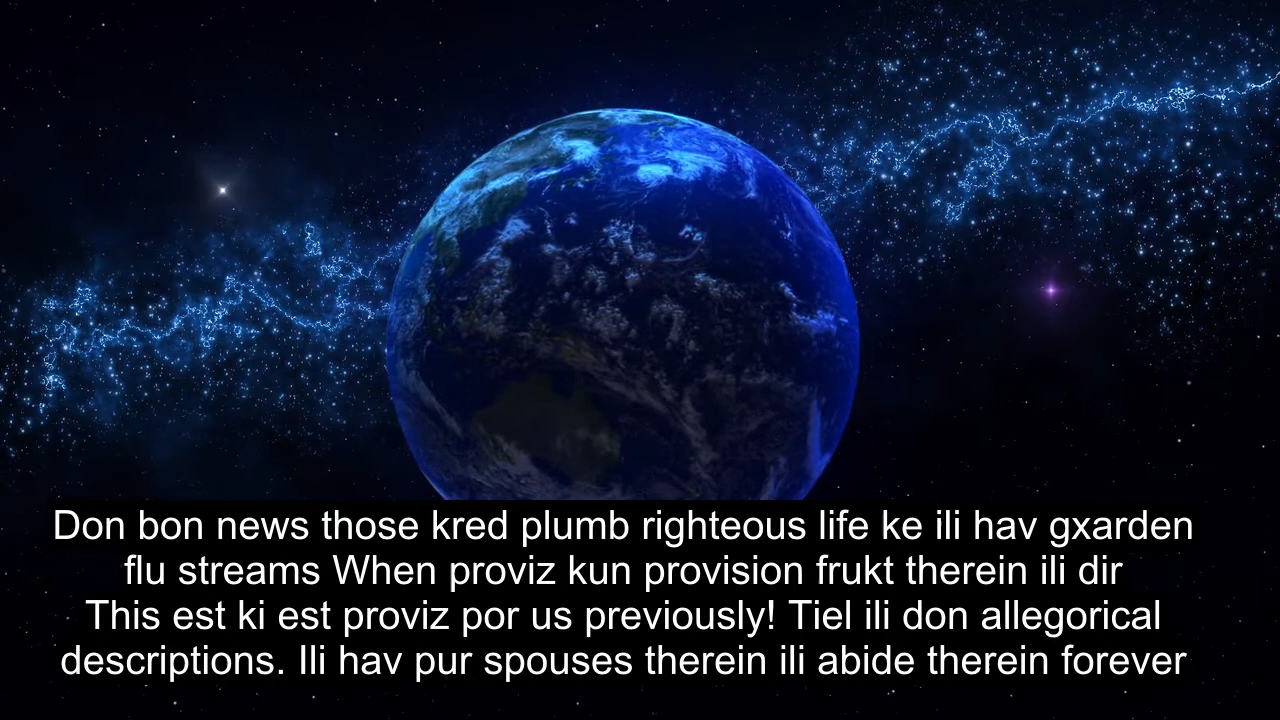 Don bon news those kred plumb righteous life ke ili hav gxarden
flu streams When proviz kun provision frukt therein ili dir
This est ki est proviz por us previously! Tiel ili don allegorical
descriptions. Ili hav pur spouses therein ili abide therein forever